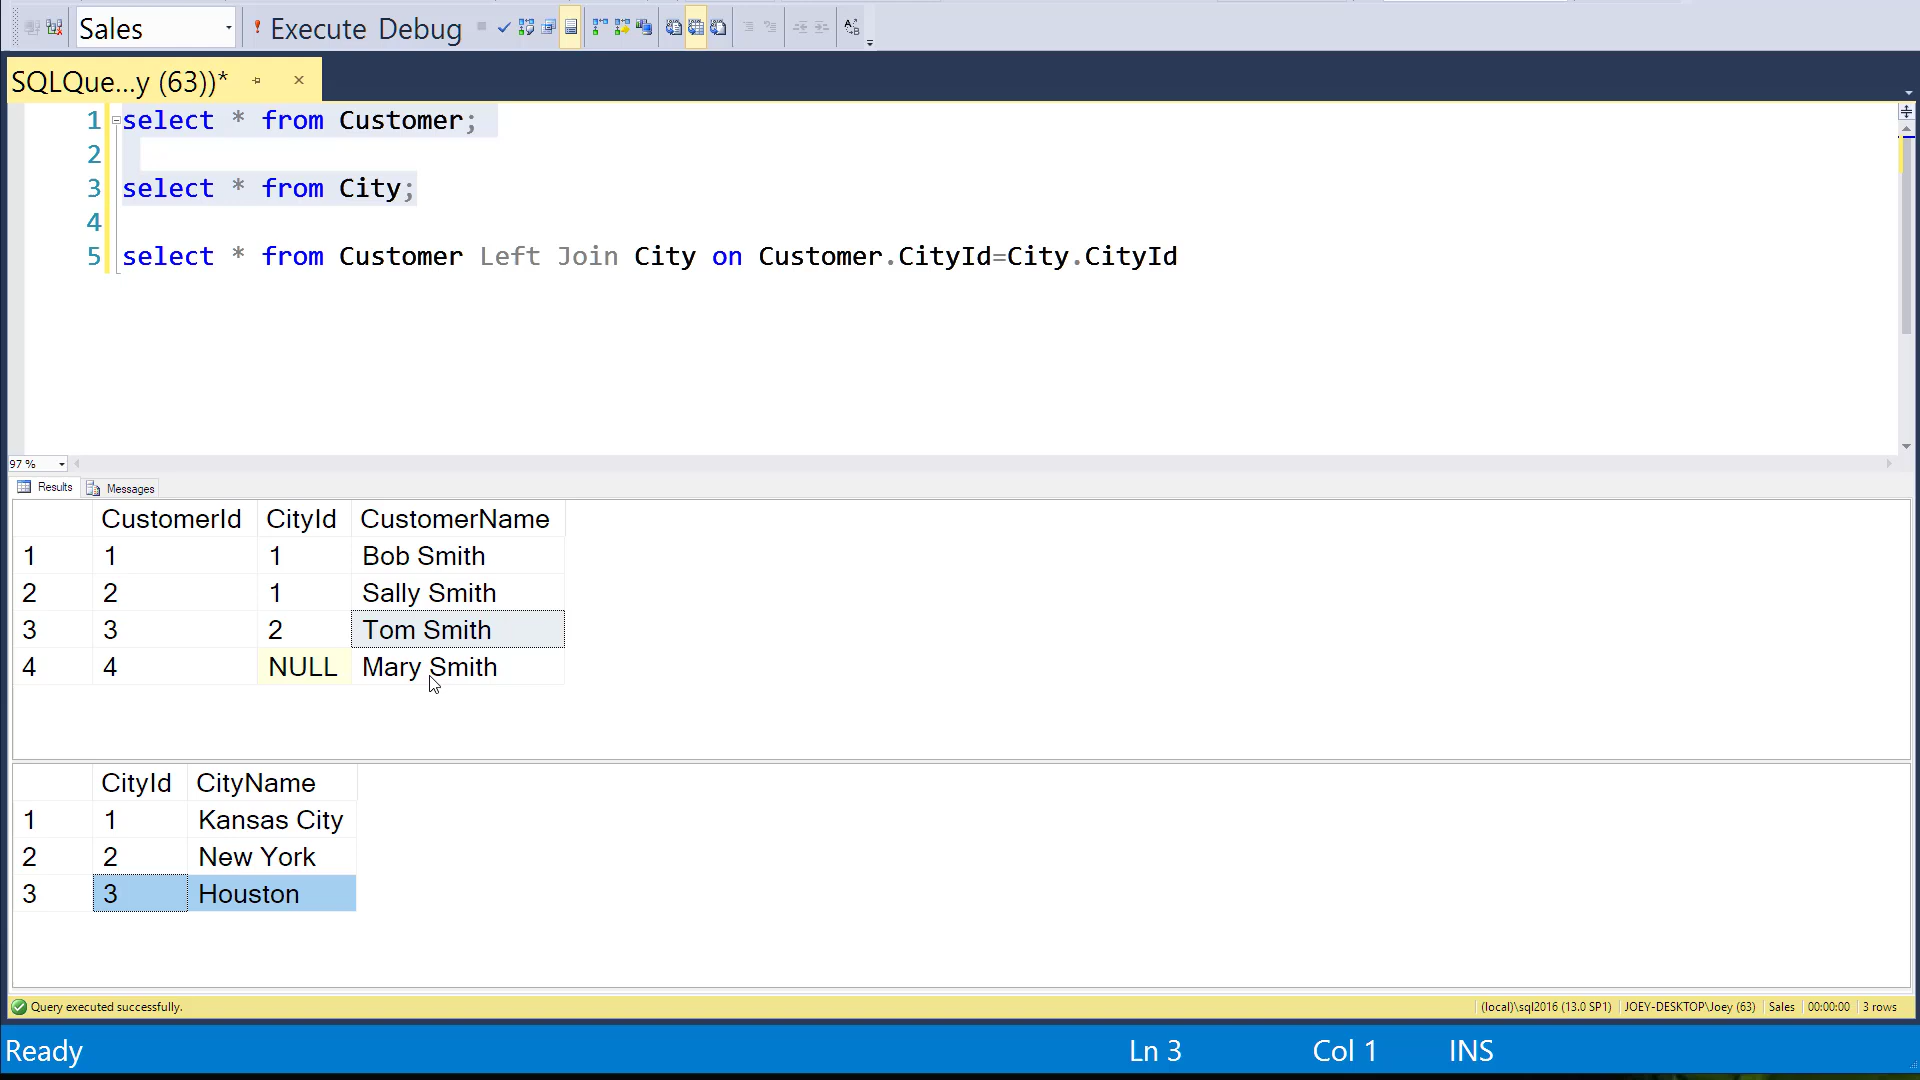 Sales Execute Debug
SQLQue...y (63))*
1 select * from Customer;
2
3 select * from City;
4
5 select * from Customer Left Join City on Customer.CityId=City.CityId
97 %
Results Messages
CustomerId CityId CustomerName
1 1 1 Bob Smith
2 2 1 Sally Smith
3 3 2 Tom Smith
4 4 NULL Mary Smith
CityId CityName
1 1 Kansas City
2 2 New York
3 3 Houston
Query executed successfully. (local)\sql2016 (13.0 SP1) JOEY-DESKTOP\Joey (63) Sales 00:00:00 3 rows
Ready Ln 3 Col 1 INS